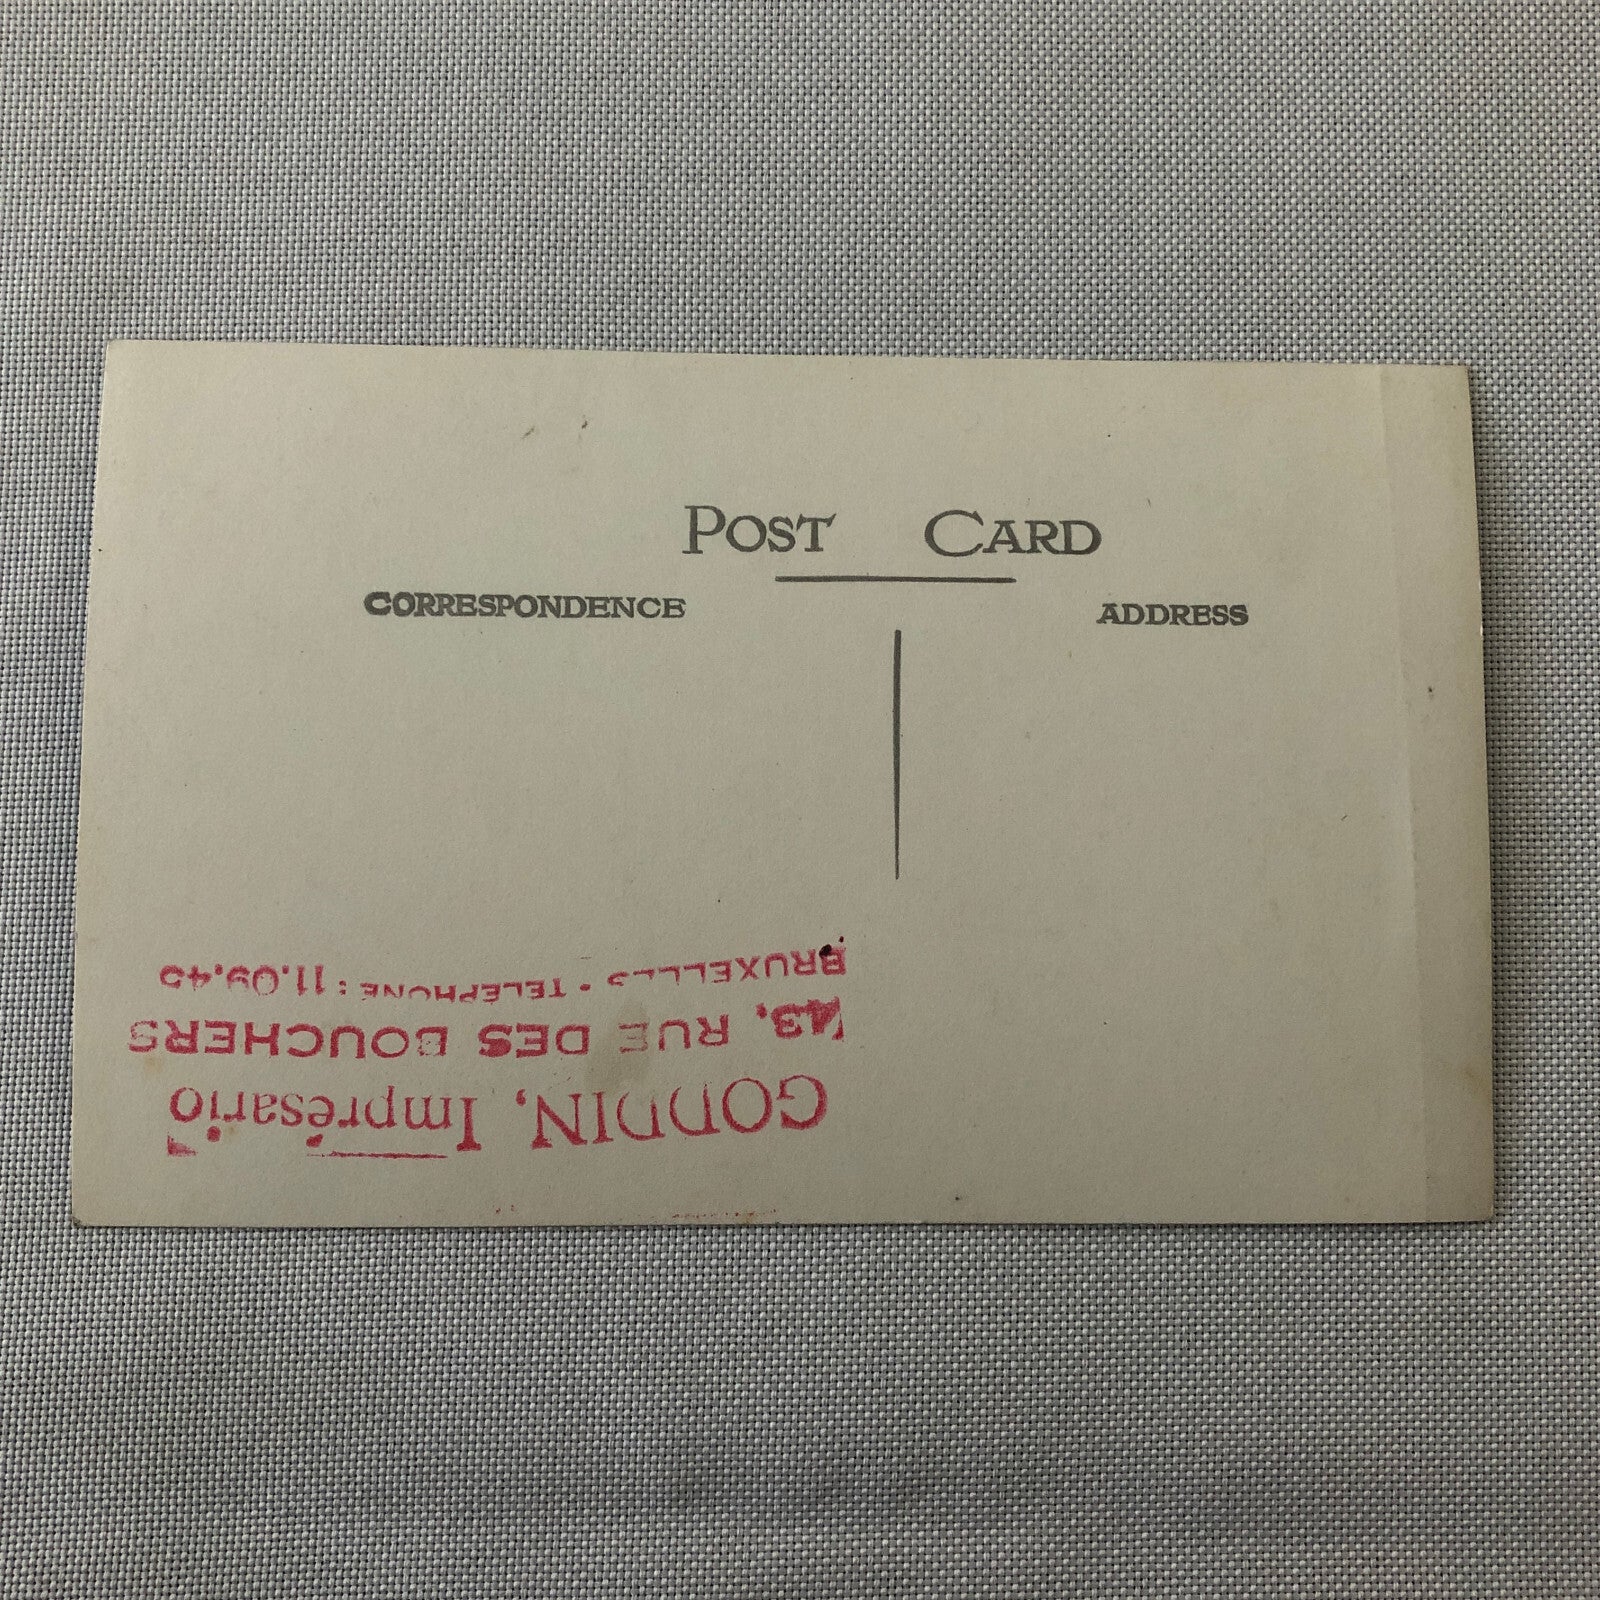 POST CARD
CORRESPONDENCE
ADDRESS
GODDIN, Imprésario
43, RUE DES BOUCHERS
BRUXELLES - TELEPHONE : 11.09.45